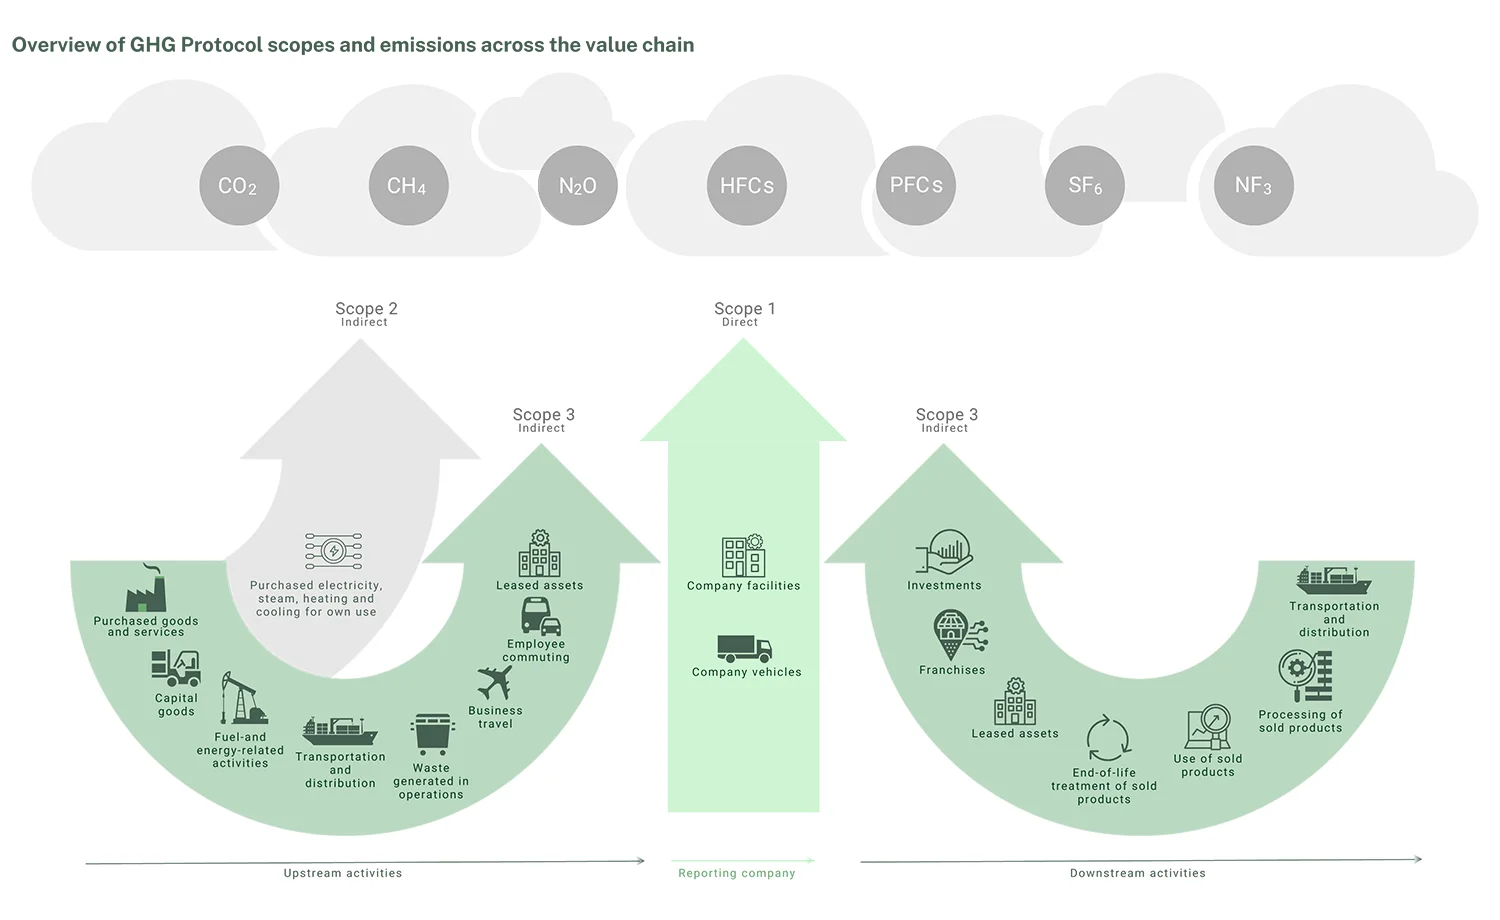 Overview of GHG Protocol scopes and emissions across the value chain
CO₂
CH₄
N₂O
HFCs
PFCs
SF₆
NF₃
Scope 2
Indirect
Scope 1
Direct
Scope 3
Indirect
Scope 3
Indirect
Purchased electricity,
steam, heating and
cooling for own use
Purchased goods
and services
Capital
goods
Fuel-and
energy-related
activities
Transportation
and
distribution
Waste
generated in
operations
Business
travel
Employee
commuting
Leased assets
Company facilities
Company vehicles
Investments
Franchises
Leased assets
End-of-life
treatment of sold
products
Use of sold
products
Processing of
sold products
Transportation
and
distribution
Upstream activities
Reporting company
Downstream activities